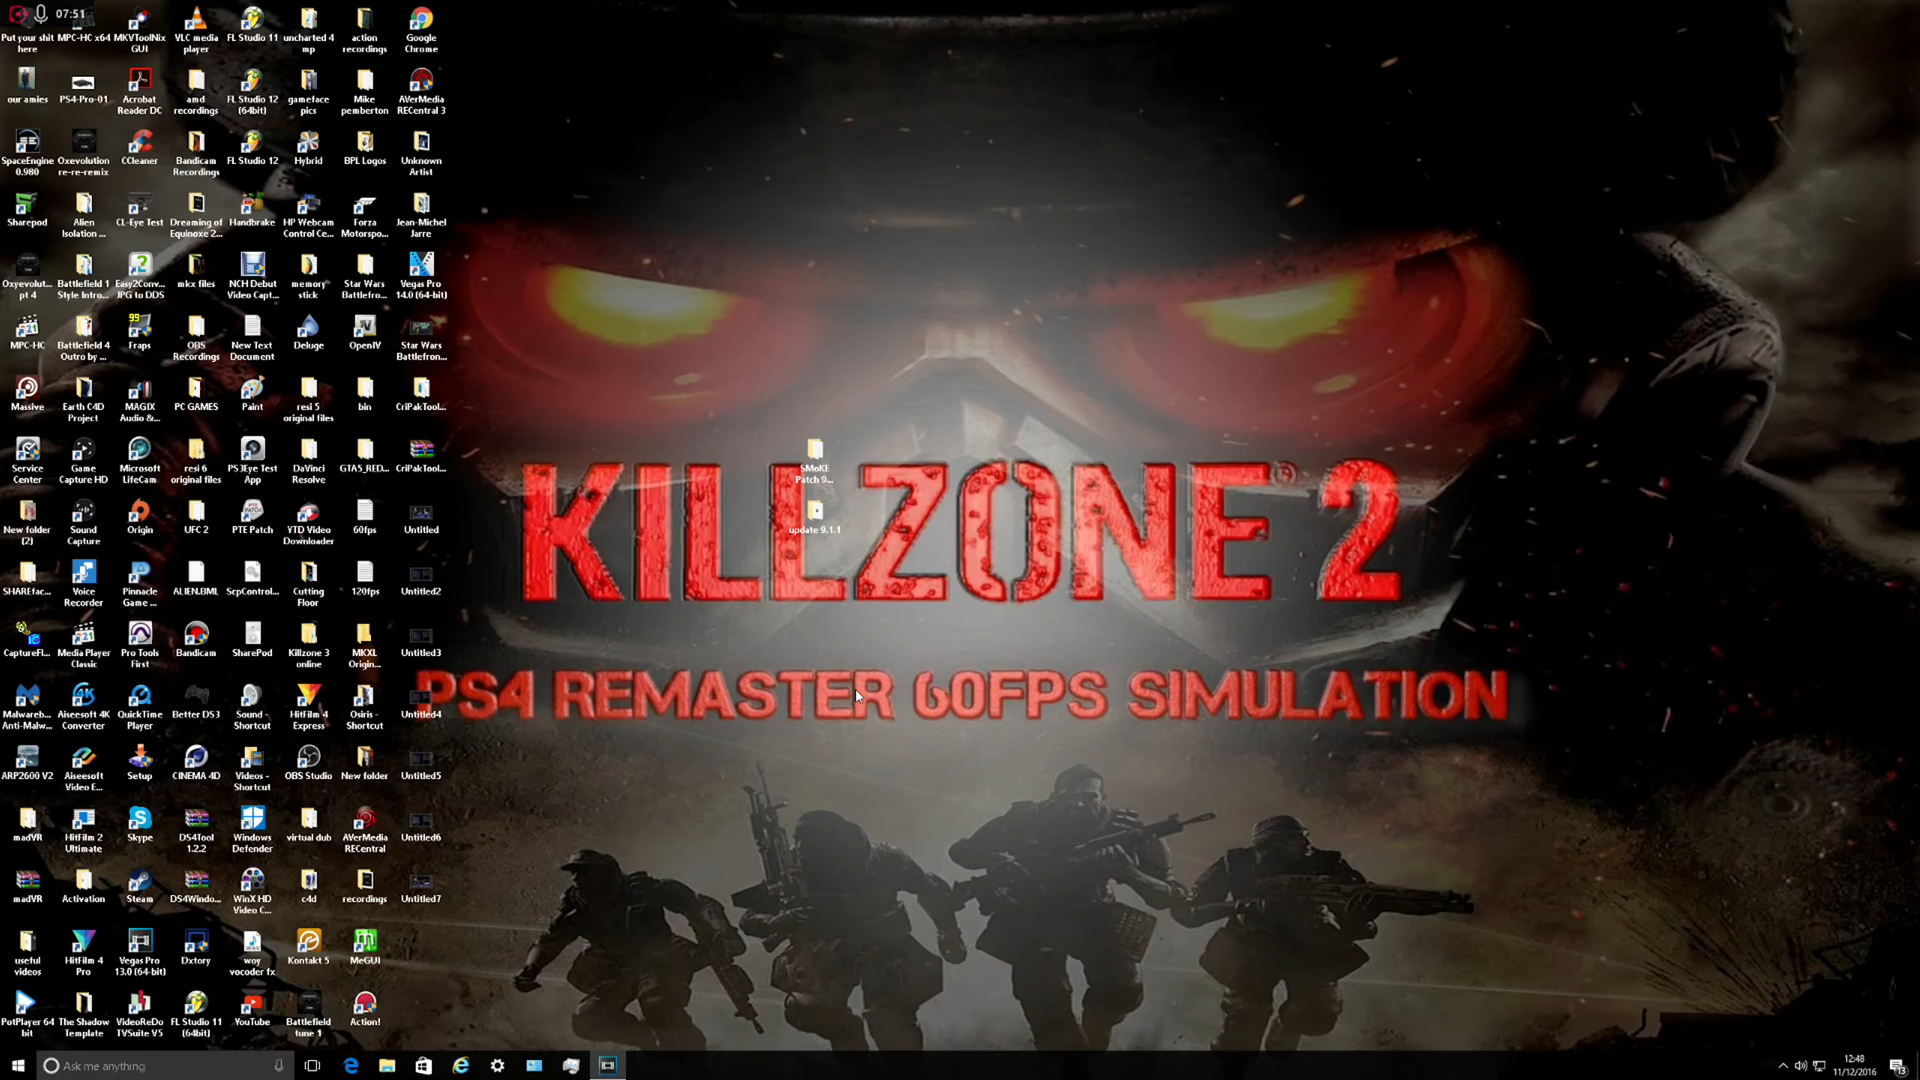 07:51
Put your shit here
MPC-HC x64
MKVToolNix GUI
VLC media player
FL Studio 11
uncharted 4 mp
action recordings
Google Chrome
our amies
PS4-Pro-01
Acrobat Reader DC
amd recordings
FL Studio 12 (64bit)
gameface pics
Mike pemberton
AVerMedia RECentral 3
SpaceEngine 0.980
Oxevolution re-re-remix
CCleaner
Bandicam Recordings
FL Studio 12
Hybrid
BPL Logos
Unknown Artist
Sharepod
Alien Isolation ...
CL-Eye Test
Dreaming of Equinoxe 2...
Handbrake
HP Webcam Control Ce...
Forza Motorspo...
Jean-Michel Jarre
Oxyevolut... pt 4
Battlefield 1 Style Intro...
Easy2Conv... JPG to DDS
mkx files
NCH Debut Video Capt...
memory stick
Star Wars Battlefro...
Vegas Pro 14.0 (64-bit)
MPC-HC
Battlefield 4 Outro by ...
99
Fraps
OBS Recordings
New Text Document
Deluge
OpenIV
Star Wars Battlefron...
Massive
Earth C4D Project
MAGIX Audio &...
PC GAMES
Paint
resi 5 original files
bin
CriPakTool...
Service Center
Game Capture HD
Microsoft LifeCam
resi 6 original files
PS3Eye Test App
DaVinci Resolve
GTA5_RED...
CriPakTool...
SMoKE Patch 9...
New folder (2)
Sound Capture
Origin
UFC 2
PTE Patch
YTD Video Downloader
60fps
Untitled
update 9.1.1
KILLZONE® 2
SHAREfac...
Voice Recorder
Pinnacle Game ...
ALIEN.BML
ScpControl...
Cutting Floor
120fps
Untitled2
CaptureFl...
Media Player Classic
Pro Tools First
Bandicam
SharePod
Killzone 3 online
MKXL Origin...
Untitled3
Malwareb... Anti-Malw...
Aiseesoft 4K Converter
QuickTime Player
Better DS3
Sound - Shortcut
HitFilm 4 Express
Osiris - Shortcut
Untitled4
PS4 REMASTER 60FPS SIMULATION
ARP2600 V2
Aiseesoft Video E...
Setup
CINEMA 4D
Videos - Shortcut
OBS Studio
New folder
Untitled5
madVR
HitFilm 2 Ultimate
Skype
DS4Tool 1.2.2
Windows Defender
virtual dub
AVerMedia RECentral
Untitled6
madVR
Activation
Steam
DS4Windo...
WinX HD Video C...
c4d
recordings
Untitled7
useful videos
HitFilm 4 Pro
Vegas Pro 13.0 (64-bit)
Dxtory
woy vocoder fx
Kontakt 5
MeGUI
PotPlayer 64 bit
The Shadow Template
VideoReDo TVSuite V5
FL Studio 11 (64bit)
YouTube
Battlefield tune 1
Action!
Ask me anything
12:48
11/12/2016
13